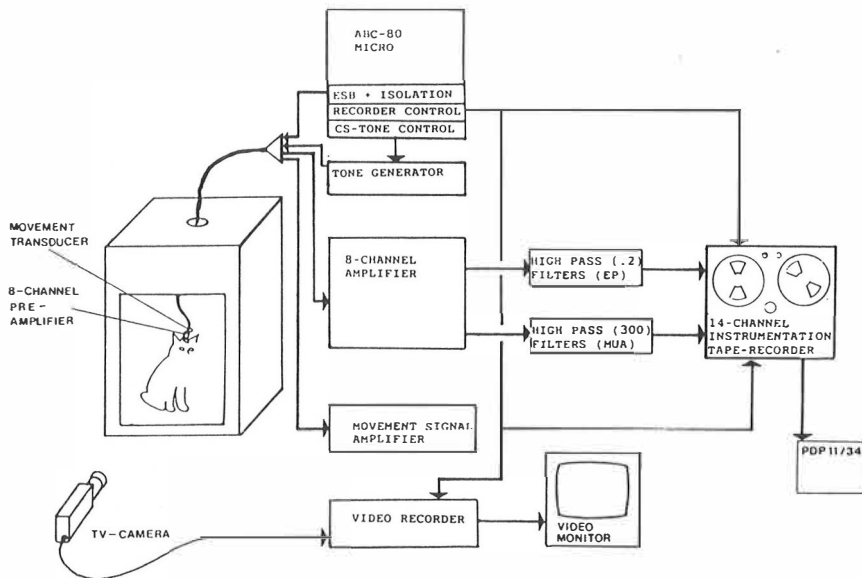 ABC-80
MICRO
ESB + ISOLATION
RECORDER CONTROL
CS-TONE CONTROL
TONE GENERATOR
MOVEMENT
TRANSDUCER
8-CHANNEL
PRE-
AMPLIFIER
8-CHANNEL
AMPLIFIER
HIGH PASS (.2)
FILTERS (EP)
HIGH PASS (300)
FILTERS (MUA)
14-CHANNEL
INSTRUMENTATION
TAPE-RECORDER
MOVEMENT SIGNAL
AMPLIFIER
PDP11/34
TV-CAMERA
VIDEO RECORDER
VIDEO
MONITOR